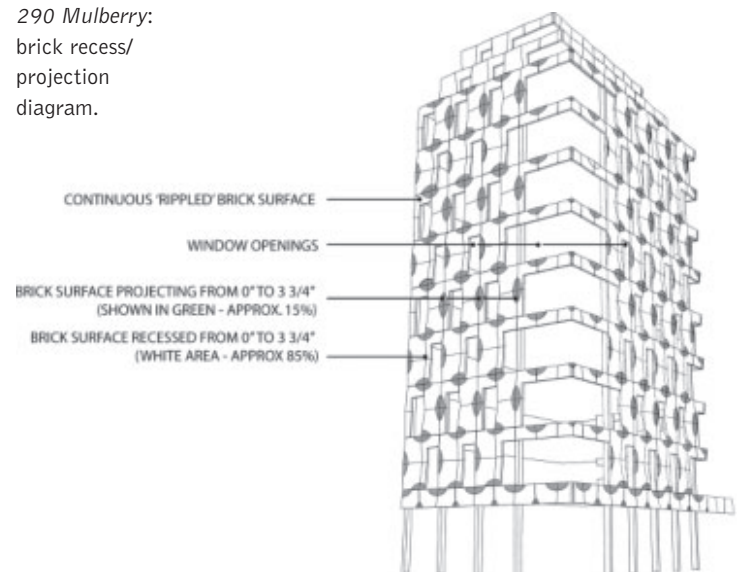 290 Mulberry:
brick recess/
projection
diagram.
CONTINUOUS 'RIPPLED' BRICK SURFACE
WINDOW OPENINGS
BRICK SURFACE PROJECTING FROM 0" TO 3 3/4"
(SHOWN IN GREEN - APPROX. 15%)
BRICK SURFACE RECESSED FROM 0" TO 3 3/4"
(WHITE AREA - APPROX 85%)